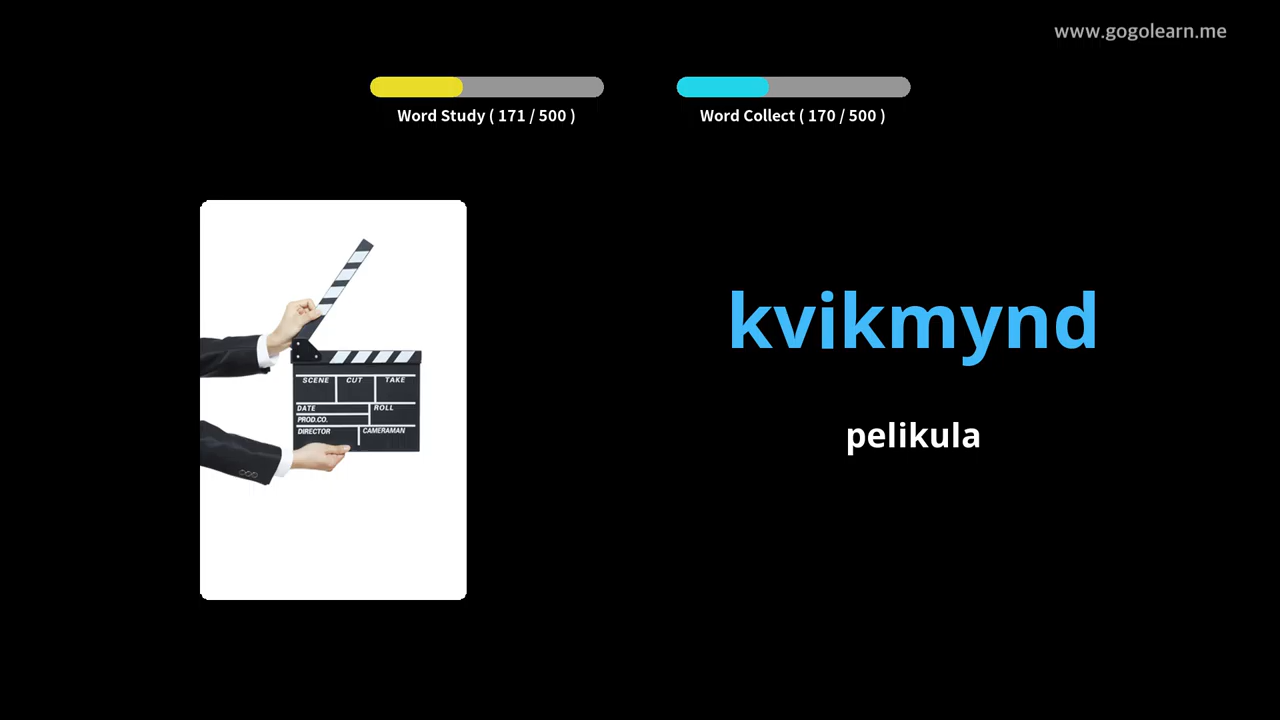 www.gogolearn.me
Word Study ( 171 / 500 )
Word Collect ( 170 / 500 )
SCENE CUT TAKE
DATE ROLL
PROD.CO.
DIRECTOR CAMERAMAN
kvikmynd
pelikula